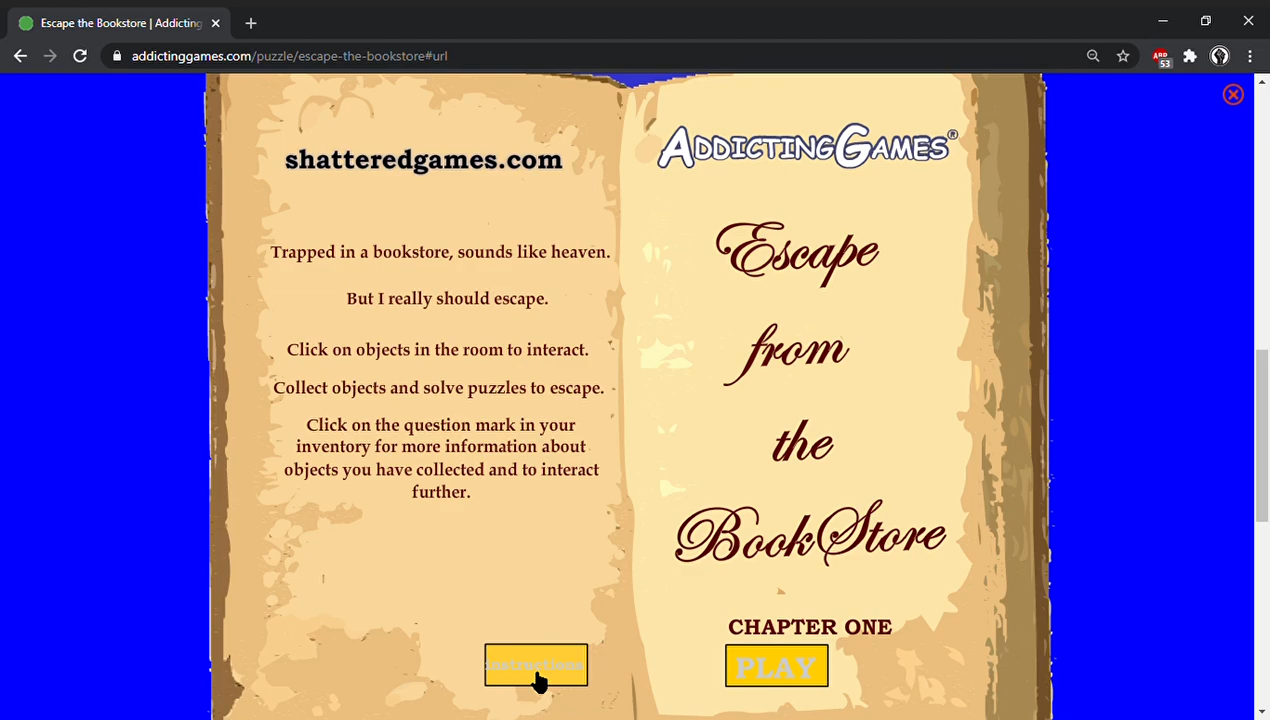 Escape the Bookstore | Addicting
addictinggames.com/puzzle/escape-the-bookstore#url
ABP
53
shatteredgames.com
Trapped in a bookstore, sounds like heaven.
But I really should escape.
Click on objects in the room to interact.
Collect objects and solve puzzles to escape.
Click on the question mark in your
inventory for more information about
objects you have collected and to interact
further.
instructions
ADDICTINGGAMES®
Escape
from
the
BookStore
CHAPTER ONE
PLAY